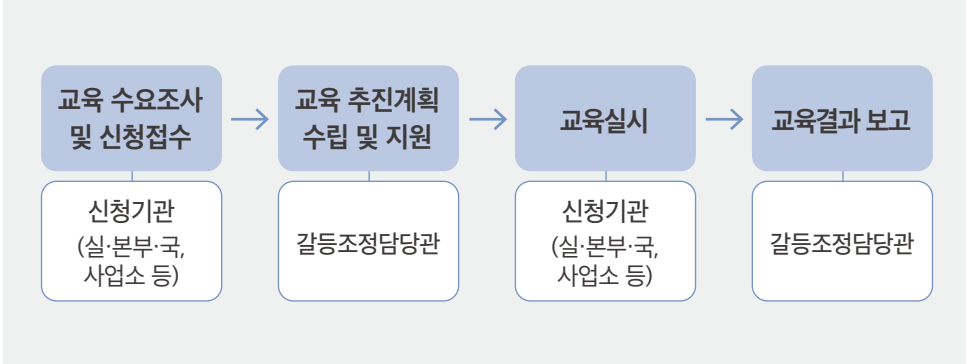 교육 수요조사
및 신청접수
교육 추진계획
수립 및 지원
교육실시
교육결과 보고
신청기관
(실·본부·국,
사업소 등)
갈등조정담당관
신청기관
(실·본부·국,
사업소 등)
갈등조정담당관